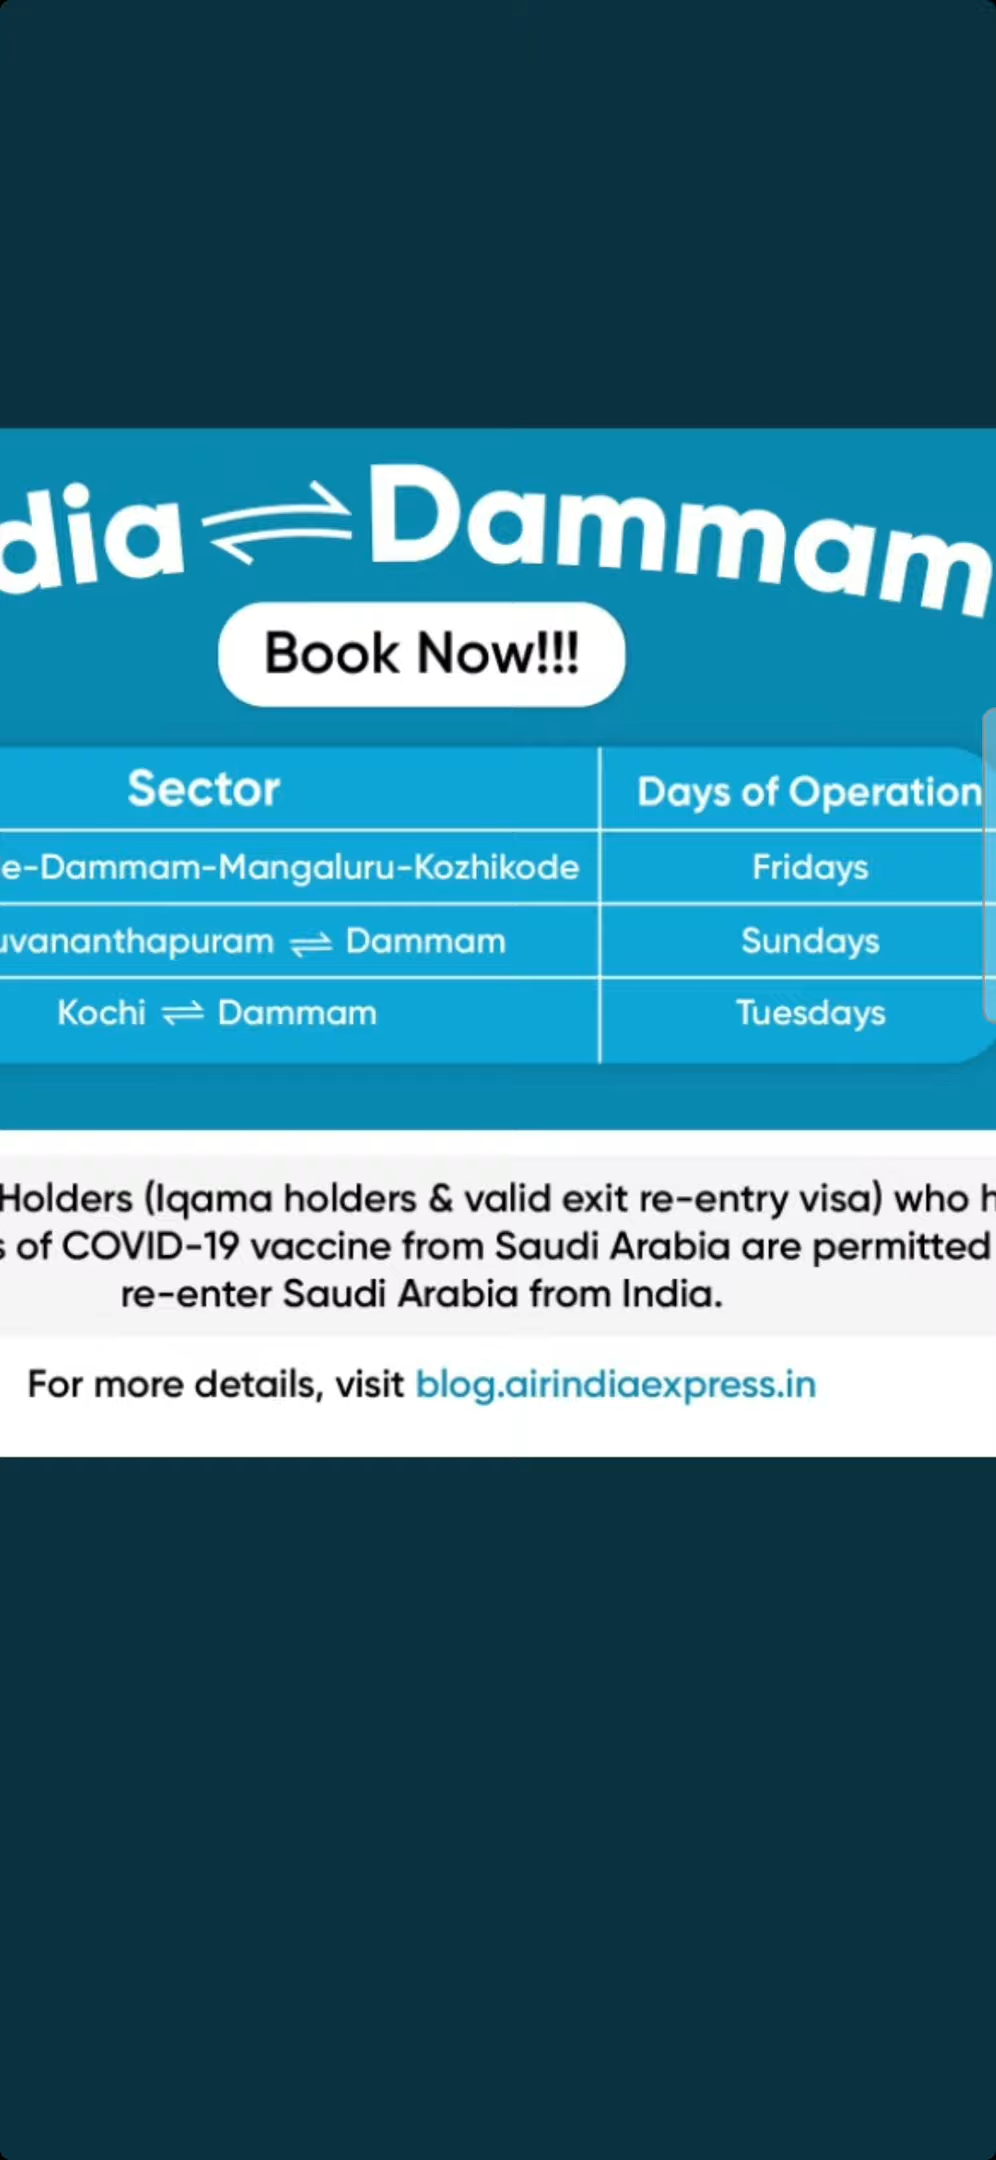 dia ⇌ Dammam
Book Now!!!
Sector Days of Operation
e-Dammam-Mangaluru-Kozhikode Fridays
uvananthapuram ⇌ Dammam Sundays
Kochi ⇌ Dammam Tuesdays
Holders (Iqama holders & valid exit re-entry visa) who h
s of COVID-19 vaccine from Saudi Arabia are permitted
re-enter Saudi Arabia from India.
For more details, visit blog.airindiaexpress.in